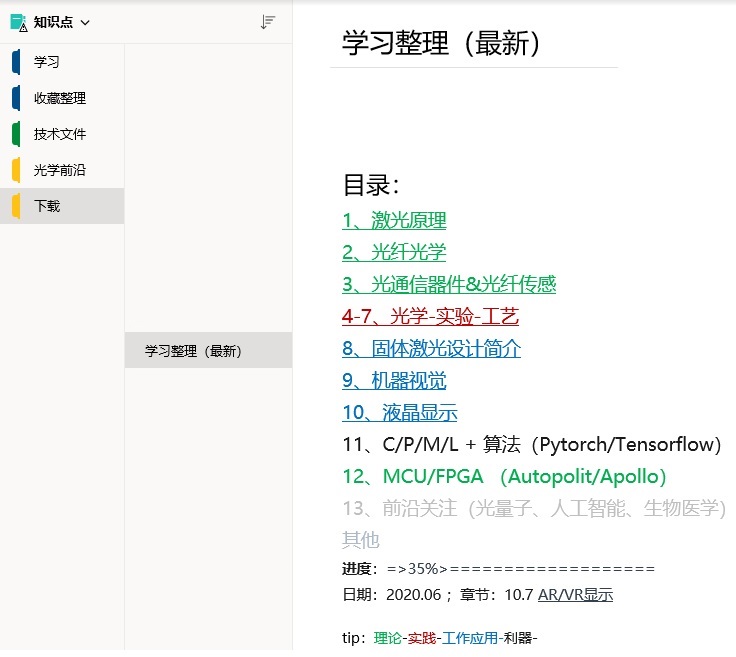 知识点
学习
收藏整理
技术文件
光学前沿
下载
学习整理（最新）
学习整理（最新）
目录：
1、激光原理
2、光纤光学
3、光通信器件&光纤传感
4-7、光学-实验-工艺
8、固体激光设计简介
9、机器视觉
10、液晶显示
11、C/P/M/L + 算法（Pytorch/Tensorflow）
12、MCU/FPGA （Autopolit/Apollo）
13、前沿关注（光量子、人工智能、生物医学）
其他
进度：=>35%>===================
日期：2020.06 ；章节：10.7 AR/VR显示
tip：理论-实践-工作应用-利器-